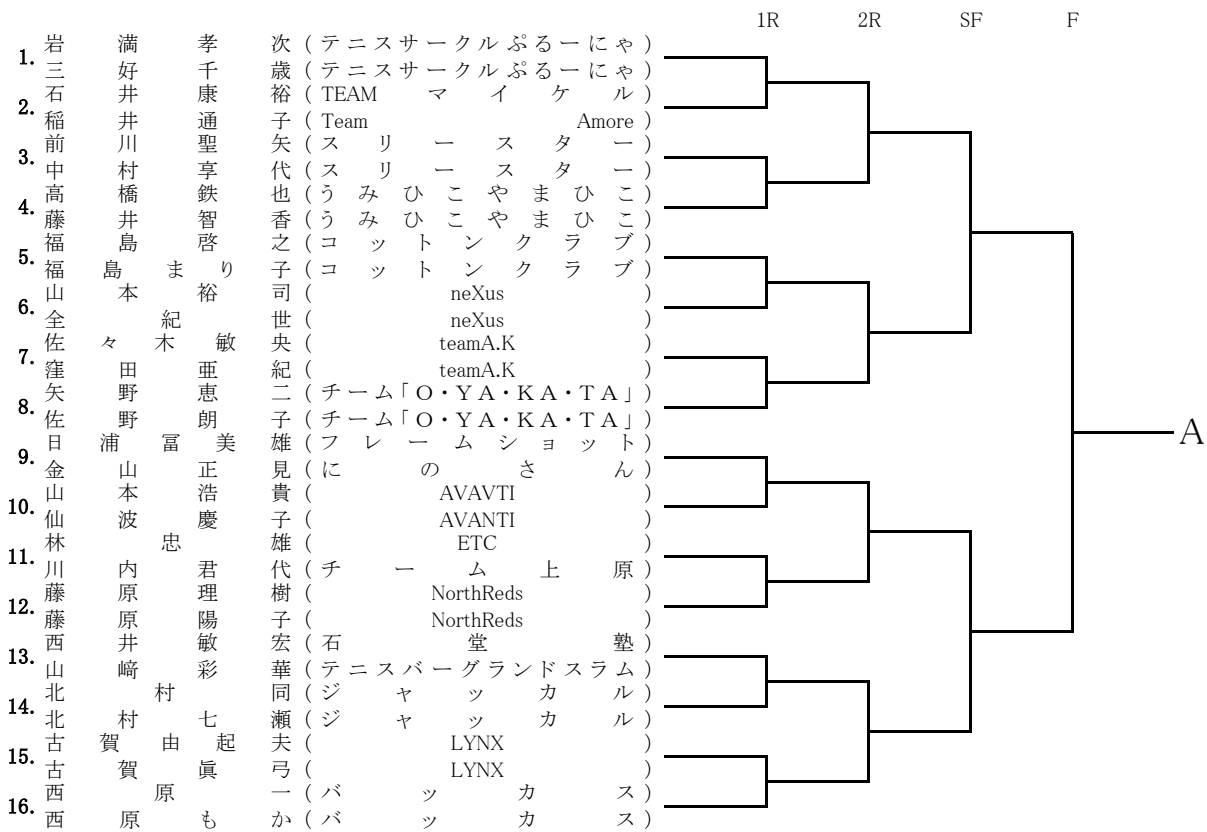 1R 2R SF F
1. 岩満孝次(テニスサークルぷるーにゃ)
三好千歳(テニスサークルぷるーにゃ)
2. 石井康裕(TEAMマイケル)
稲井通子(Team Amore)
3. 前川聖矢(スリースター)
中村享代(スリースター)
4. 高橋鉄也(うみひこやまひこ)
藤井智香(うみひこやまひこ)
5. 福島啓之(コットンクラブ)
福島まり子(コットンクラブ)
6. 山本裕司(neXus)
全紀世(neXus)
7. 佐々木敏央(teamA.K)
窪田亜紀(teamA.K)
8. 矢野恵二(チーム「O・YA・KA・TA」)
佐野朗子(チーム「O・YA・KA・TA」)
9. 日浦冨美雄(フレームショット)
金山正見(にのさん)
10. 山本浩貴(AVAVTI)
仙波慶子(AVANTI)
11. 林忠雄(ETC)
川内君代(チーム上原)
12. 藤原理樹(NorthReds)
藤原陽子(NorthReds)
13. 西井敏宏(石堂塾)
山﨑彩華(テニスバーグランドスラム)
14. 北村同(ジャッカル)
北村七瀬(ジャッカル)
15. 古賀由起夫(LYNX)
古賀眞弓(LYNX)
16. 西原一(バッカス)
西原もか(バッカス)
A